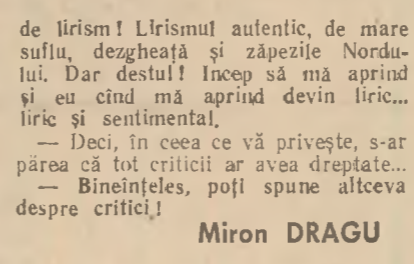 de lirism! Lirismul autentic, de mare
suflu, dezgheață și zăpezile Nordu-
lui. Dar destul! Incep să mă aprind
și eu cînd mă aprind devin liric...
liric și sentimental.
— Deci, în ceea ce vă privește, s-ar
părea că tot criticii ar avea dreptate...
— Bineînțeles, poți spune altceva
despre critici!
Miron DRAGU